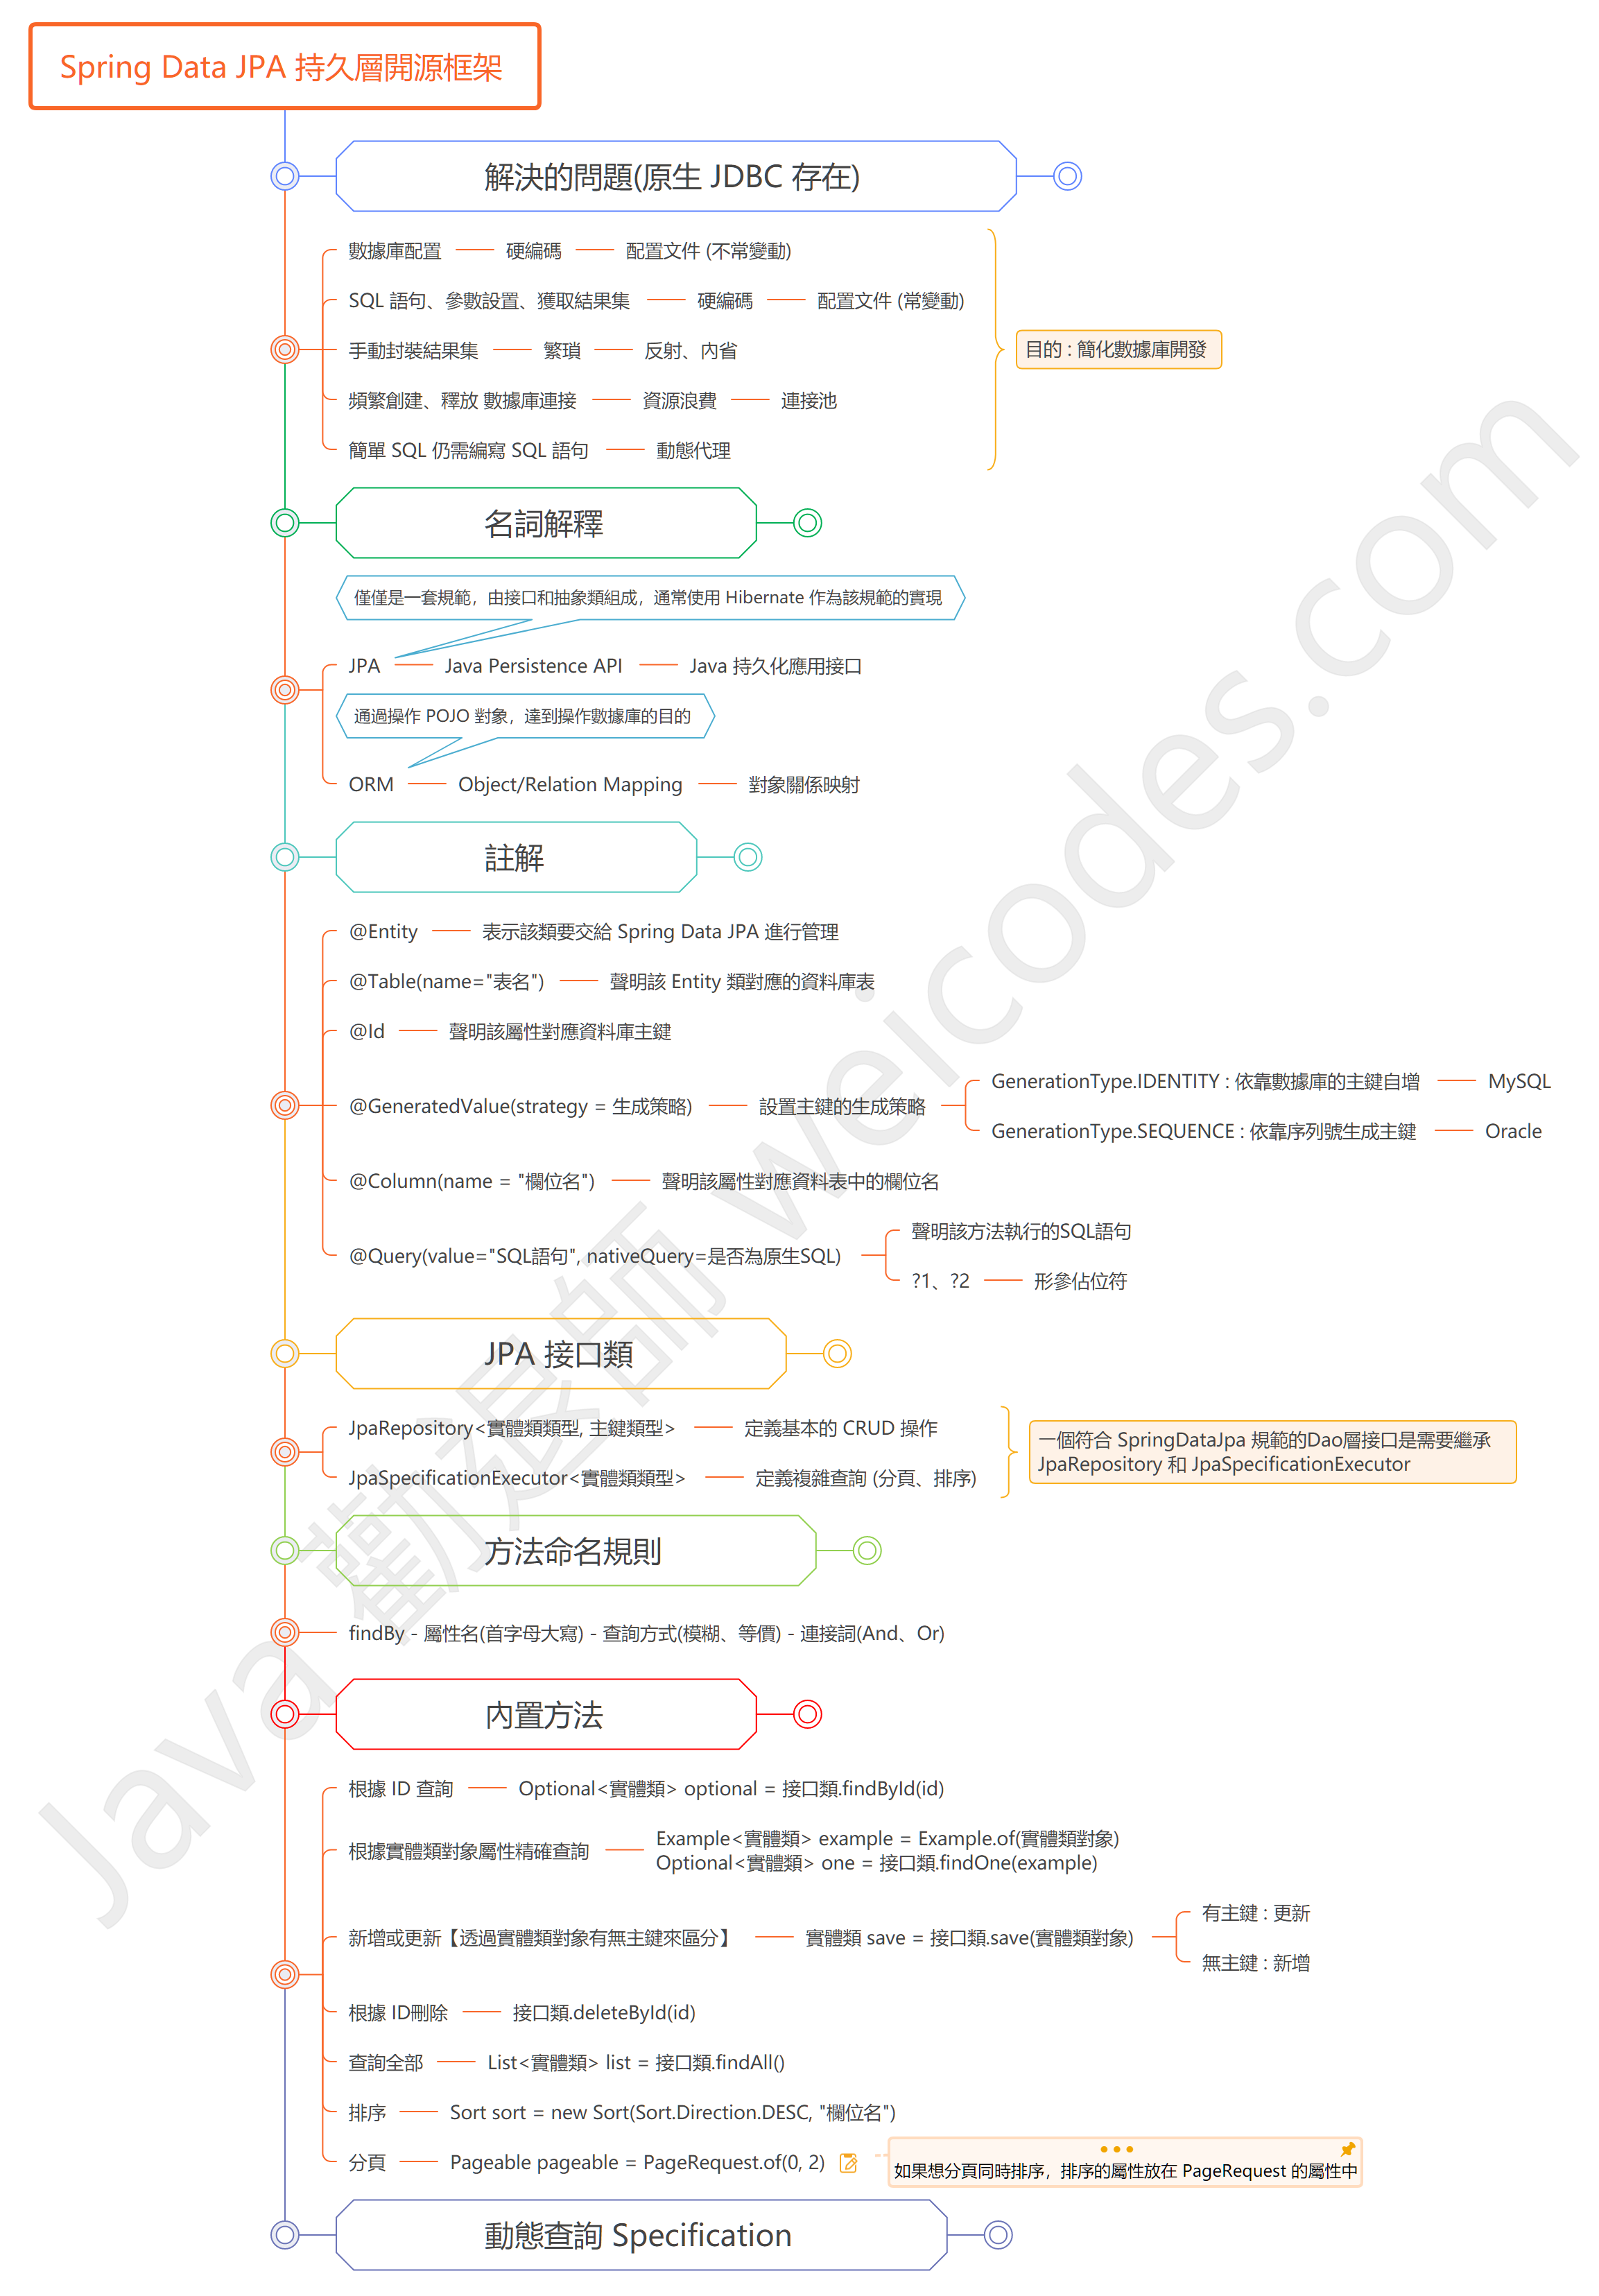 Spring Data JPA 持久層開源框架
解決的問題(原生 JDBC 存在)
數據庫配置 硬編碼 配置文件 (不常變動)
SQL 語句、參數設置、獲取結果集 硬編碼 配置文件 (常變動)
手動封裝結果集 繁瑣 反射、內省
頻繁創建、釋放 數據庫連接 資源浪費 連接池
簡單 SQL 仍需編寫 SQL 語句 動態代理
目的 : 簡化數據庫開發
名詞解釋
僅僅是一套規範，由接口和抽象類組成，通常使用 Hibernate 作為該規範的實現
JPA Java Persistence API Java 持久化應用接口
通過操作 POJO 對象，達到操作數據庫的目的
ORM Object/Relation Mapping 對象關係映射
註解
@Entity 表示該類要交給 Spring Data JPA 進行管理
@Table(name="表名") 聲明該 Entity 類對應的資料庫表
@Id 聲明該屬性對應資料庫主鍵
@GeneratedValue(strategy = 生成策略) 設置主鍵的生成策略
GenerationType.IDENTITY : 依靠數據庫的主鍵自增 MySQL
GenerationType.SEQUENCE : 依靠序列號生成主鍵 Oracle
@Column(name = "欄位名") 聲明該屬性對應資料表中的欄位名
@Query(value="SQL語句", nativeQuery=是否為原生SQL)
聲明該方法執行的SQL語句
?1、?2 形參佔位符
JPA 接口類
JpaRepository<實體類類型, 主鍵類型> 定義基本的 CRUD 操作
JpaSpecificationExecutor<實體類類型> 定義複雜查詢 (分頁、排序)
一個符合 SpringDataJpa 規範的Dao層接口是需要繼承
JpaRepository 和 JpaSpecificationExecutor
方法命名規則
findBy - 屬性名(首字母大寫) - 查詢方式(模糊、等價) - 連接詞(And、Or)
內置方法
根據 ID 查詢 Optional<實體類> optional = 接口類.findById(id)
根據實體類對象屬性精確查詢
Example<實體類> example = Example.of(實體類對象)
Optional<實體類> one = 接口類.findOne(example)
新增或更新【透過實體類對象有無主鍵來區分】 實體類 save = 接口類.save(實體類對象)
有主鍵 : 更新
無主鍵 : 新增
根據 ID刪除 接口類.deleteById(id)
查詢全部 List<實體類> list = 接口類.findAll()
排序 Sort sort = new Sort(Sort.Direction.DESC, "欄位名")
分頁 Pageable pageable = PageRequest.of(0, 2)
如果想分頁同時排序，排序的屬性放在 PageRequest 的屬性中
動態查詢 Specification
Java 勸退師 weicodes.com